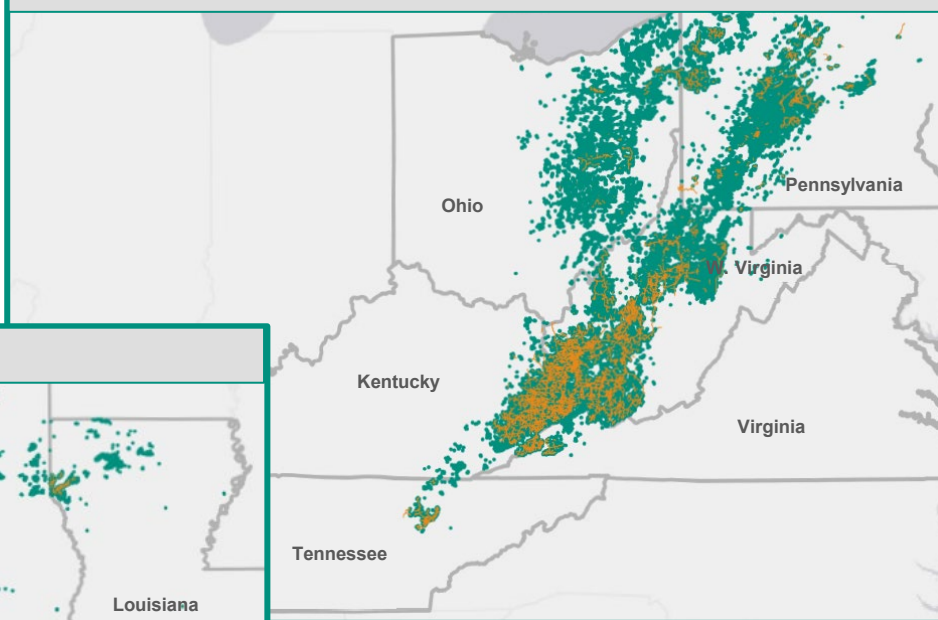 Ohio
Pennsylvania
W. Virginia
Kentucky
Virginia
Tennessee
Louisiana